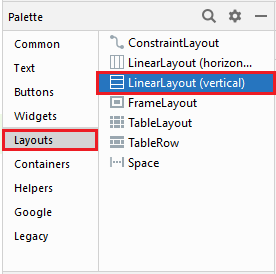 Palette
Common
Text
Buttons
Widgets
Layouts
Containers
Helpers
Google
Legacy
ConstraintLayout
LinearLayout (horizon...
LinearLayout (vertical)
FrameLayout
TableLayout
TableRow
Space